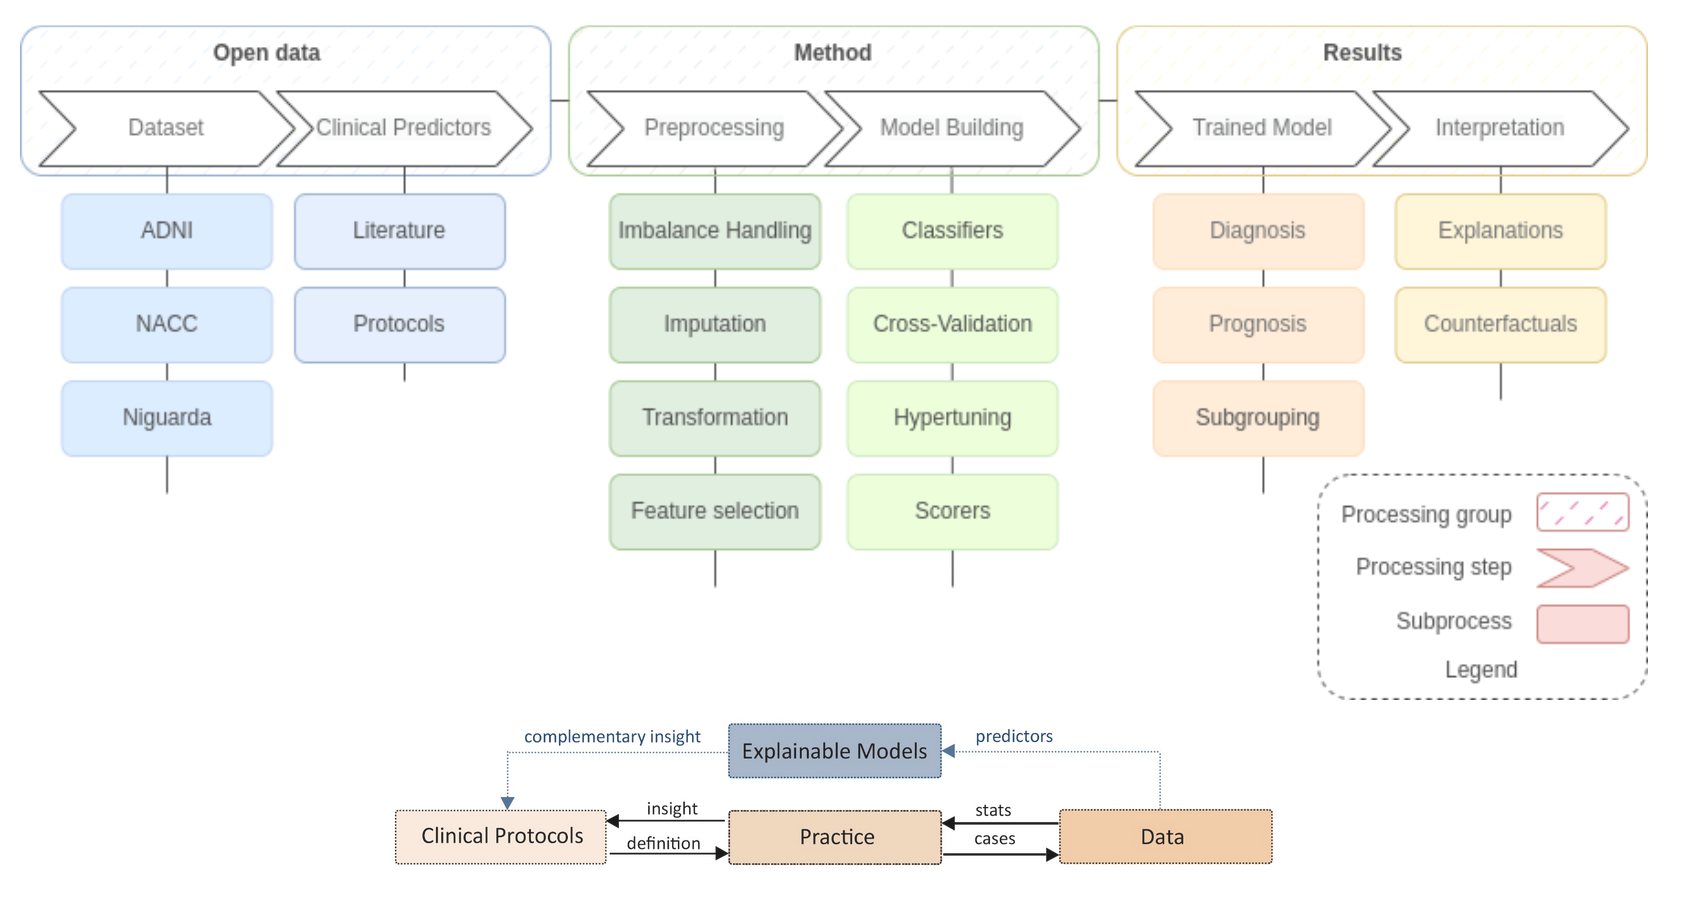 Open data
Method
Results
Dataset
Clinical Predictors
Preprocessing
Model Building
Trained Model
Interpretation
ADNI
Literature
Imbalance Handling
Classifiers
Diagnosis
Explanations
NACC
Protocols
Imputation
Cross-Validation
Prognosis
Counterfactuals
Niguarda
Transformation
Hypertuning
Subgrouping
Feature selection
Scorers
Processing group
Processing step
Subprocess
Legend
complementary insight
Explainable Models
predictors
Clinical Protocols
insight
definition
Practice
stats
cases
Data